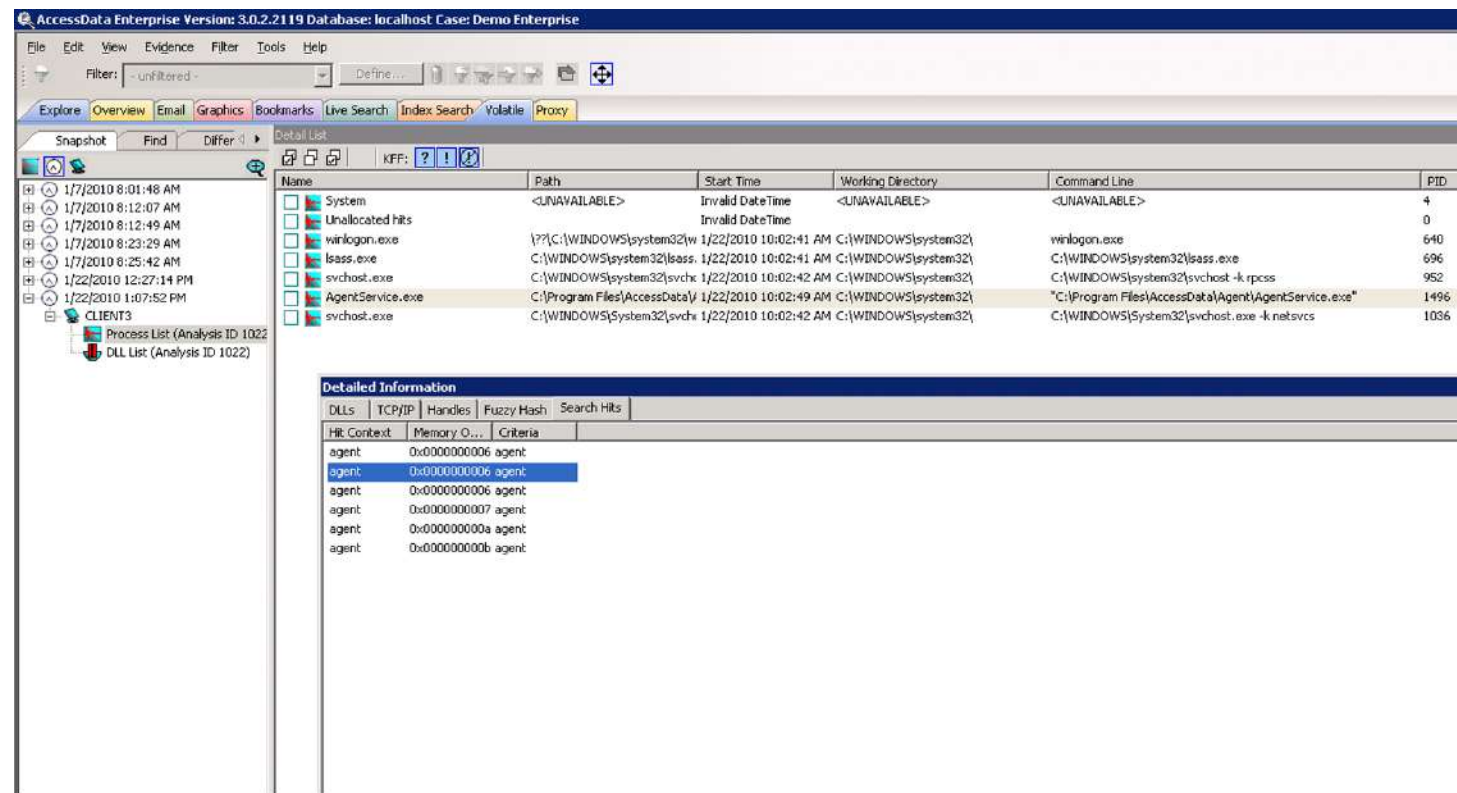 AccessData Enterprise Version: 3.0.2.2119 Database: localhost Case: Demo Enterprise
File Edit View Evidence Filter Tools Help
Filter: - unfiltered - Define...
Explore Overview Email Graphics Bookmarks Live Search Index Search Volatile Proxy
Snapshot Find Differ
Detail List
KFF: ? !
Name Path Start Time Working Directory Command Line PID
System <UNAVAILABLE> Invalid DateTime <UNAVAILABLE> <UNAVAILABLE> 4
Unallocated hits Invalid DateTime 0
winlogon.exe \??\C:\WINDOWS\system32\w 1/22/2010 10:02:41 AM C:\WINDOWS\system32\ winlogon.exe 640
lsass.exe C:\WINDOWS\system32\lsass. 1/22/2010 10:02:41 AM C:\WINDOWS\system32\ C:\WINDOWS\system32\lsass.exe 696
svchost.exe C:\WINDOWS\system32\svchc 1/22/2010 10:02:42 AM C:\WINDOWS\system32\ C:\WINDOWS\system32\svchost -k rpcss 952
AgentService.exe C:\Program Files\AccessData\A 1/22/2010 10:02:49 AM C:\WINDOWS\system32\ "C:\Program Files\AccessData\Agent\AgentService.exe" 1496
svchost.exe C:\WINDOWS\System32\svchc 1/22/2010 10:02:42 AM C:\WINDOWS\system32\ C:\WINDOWS\System32\svchost.exe -k netsvcs 1036
1/7/2010 8:01:48 AM
1/7/2010 8:12:07 AM
1/7/2010 8:12:49 AM
1/7/2010 8:23:29 AM
1/7/2010 8:25:42 AM
1/22/2010 12:27:14 PM
1/22/2010 1:07:52 PM
CLIENT3
Process List (Analysis ID 1022
DLL List (Analysis ID 1022)
Detailed Information
DLLs TCP/IP Handles Fuzzy Hash Search Hits
Hit Context Memory O... Criteria
agent 0x0000000006 agent
agent 0x0000000006 agent
agent 0x0000000006 agent
agent 0x0000000007 agent
agent 0x000000000a agent
agent 0x000000000b agent